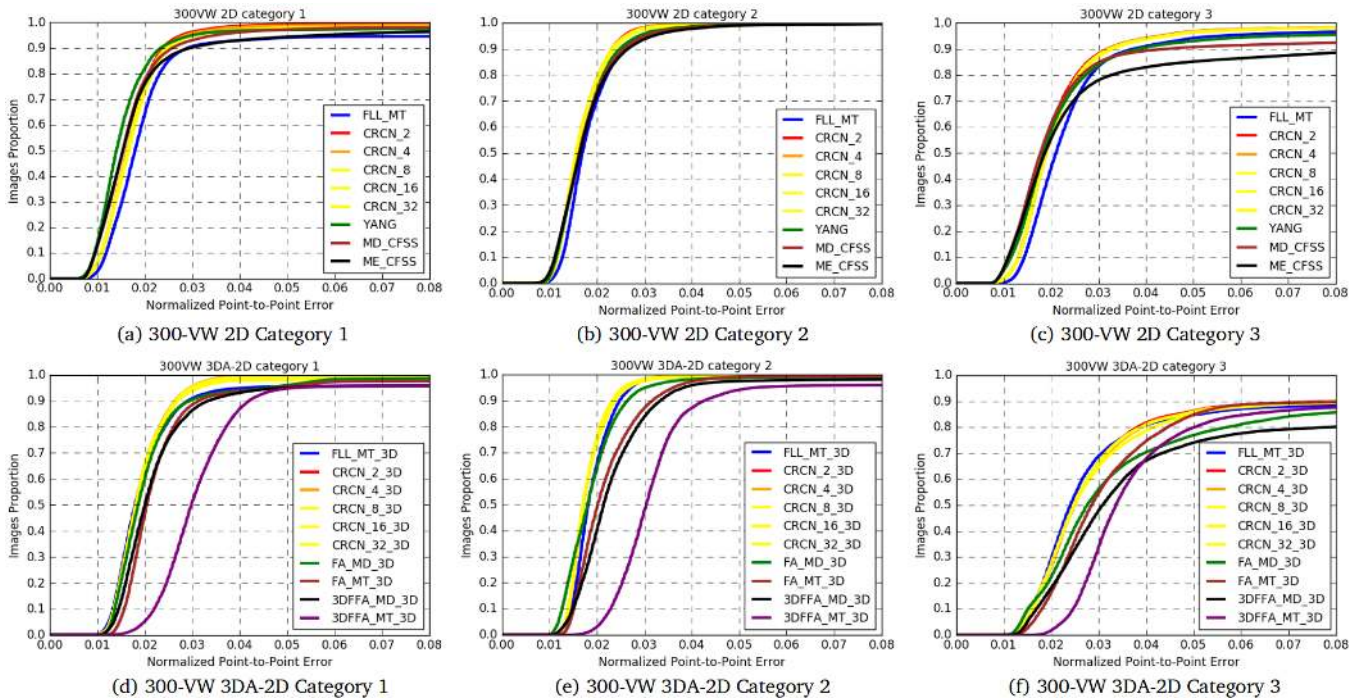 300VW 2D category 1
1.0
0.9
0.8
0.7
0.6
0.5
0.4
0.3
0.2
0.1
0.0
Images Proportion
FLL_MT
CRCN_2
CRCN_4
CRCN_8
CRCN_16
CRCN_32
YANG
MD_CFSS
ME_CFSS
0.00 0.01 0.02 0.03 0.04 0.05 0.06 0.07 0.08
Normalized Point-to-Point Error
(a) 300-VW 2D Category 1
300VW 2D category 2
1.0
0.9
0.8
0.7
0.6
0.5
0.4
0.3
0.2
0.1
0.0
Images Proportion
FLL_MT
CRCN_2
CRCN_4
CRCN_8
CRCN_16
CRCN_32
YANG
MD_CFSS
ME_CFSS
0.00 0.01 0.02 0.03 0.04 0.05 0.06 0.07 0.08
Normalized Point-to-Point Error
(b) 300-VW 2D Category 2
300VW 2D category 3
1.0
0.9
0.8
0.7
0.6
0.5
0.4
0.3
0.2
0.1
0.0
Images Proportion
FLL_MT
CRCN_2
CRCN_4
CRCN_8
CRCN_16
CRCN_32
YANG
MD_CFSS
ME_CFSS
0.00 0.01 0.02 0.03 0.04 0.05 0.06 0.07 0.08
Normalized Point-to-Point Error
(c) 300-VW 2D Category 3
300VW 3DA-2D category 1
1.0
0.9
0.8
0.7
0.6
0.5
0.4
0.3
0.2
0.1
0.0
Images Proportion
FLL_MT_3D
CRCN_2_3D
CRCN_4_3D
CRCN_8_3D
CRCN_16_3D
CRCN_32_3D
FA_MD_3D
FA_MT_3D
3DFFA_MD_3D
3DFFA_MT_3D
0.00 0.01 0.02 0.03 0.04 0.05 0.06 0.07 0.08
Normalized Point-to-Point Error
(d) 300-VW 3DA-2D Category 1
300VW 3DA-2D category 2
1.0
0.9
0.8
0.7
0.6
0.5
0.4
0.3
0.2
0.1
0.0
Images Proportion
FLL_MT_3D
CRCN_2_3D
CRCN_4_3D
CRCN_8_3D
CRCN_16_3D
CRCN_32_3D
FA_MD_3D
FA_MT_3D
3DFFA_MD_3D
3DFFA_MT_3D
0.00 0.01 0.02 0.03 0.04 0.05 0.06 0.07 0.08
Normalized Point-to-Point Error
(e) 300-VW 3DA-2D Category 2
300VW 3DA-2D category 3
1.0
0.9
0.8
0.7
0.6
0.5
0.4
0.3
0.2
0.1
0.0
Images Proportion
FLL_MT_3D
CRCN_2_3D
CRCN_4_3D
CRCN_8_3D
CRCN_16_3D
CRCN_32_3D
FA_MD_3D
FA_MT_3D
3DFFA_MD_3D
3DFFA_MT_3D
0.00 0.01 0.02 0.03 0.04 0.05 0.06 0.07 0.08
Normalized Point-to-Point Error
(f) 300-VW 3DA-2D Category 3